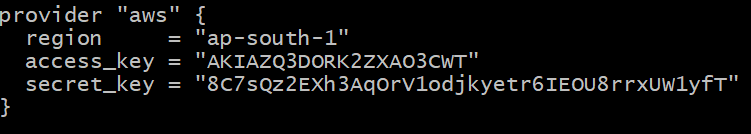 provider "aws" {
region = "ap-south-1"
access_key = "AKIAZQ3DORK2ZXAO3CWT"
secret_key = "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"
}